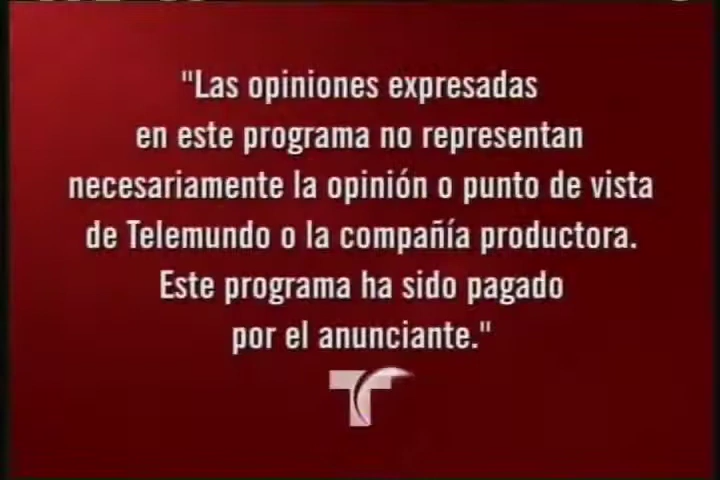 "Las opiniones expresadas
en este programa no representan
necesariamente la opinión o punto de vista
de Telemundo o la compañía productora.
Este programa ha sido pagado
por el anunciante."
T